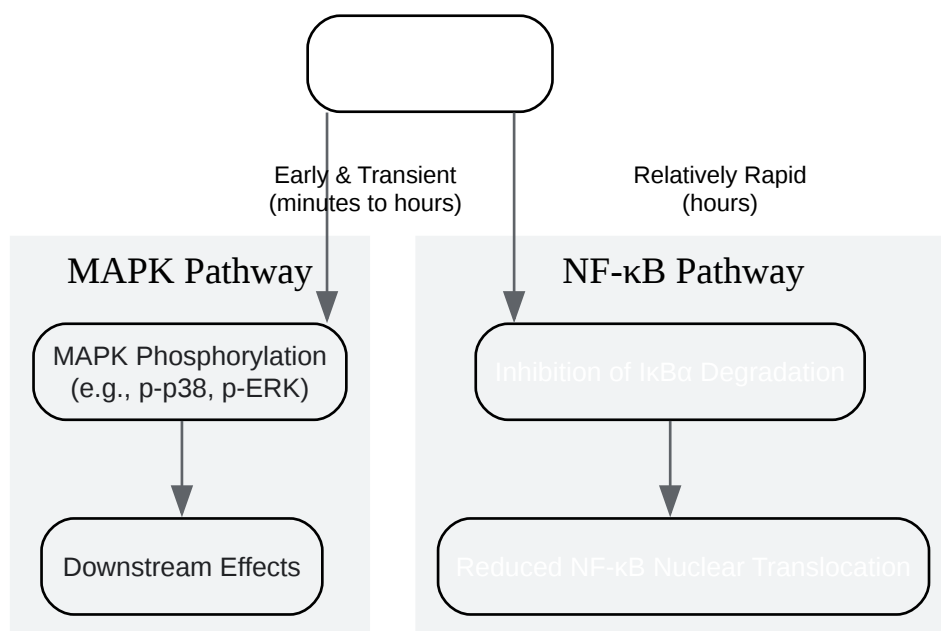 Early & Transient
(minutes to hours)
Relatively Rapid
(hours)
MAPK Pathway
NF-κB Pathway
MAPK Phosphorylation
(e.g., p-p38, p-ERK)
Inhibition of IκBα Degradation
Downstream Effects
Reduced NF-κB Nuclear Translocation